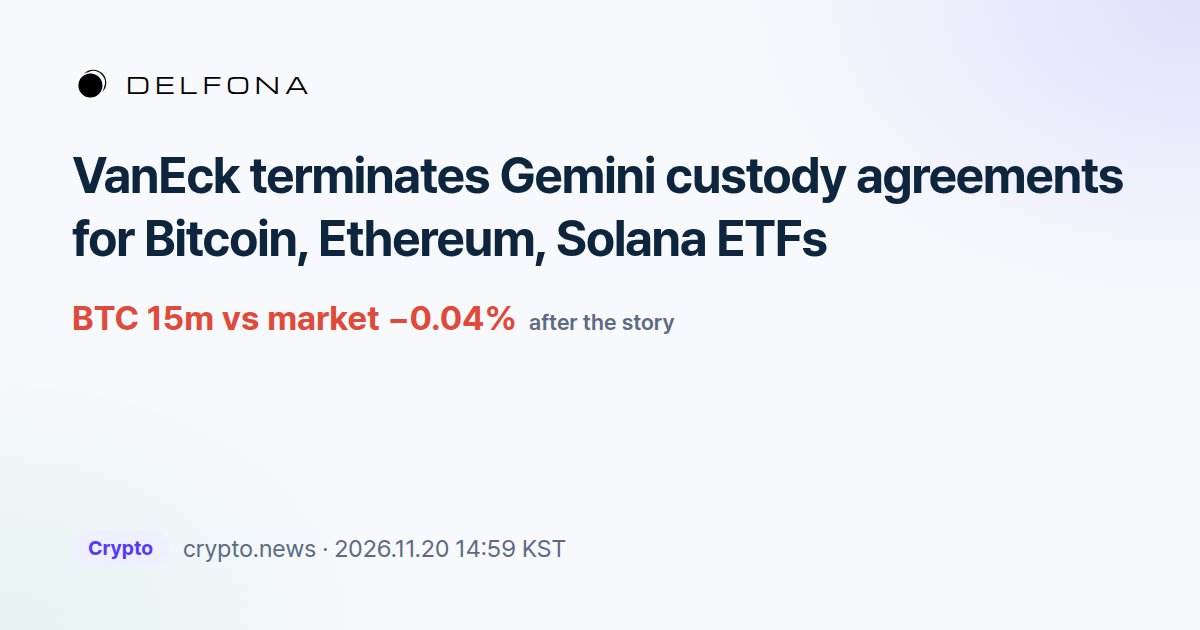 DELFONA
VanEck terminates Gemini custody agreements
for Bitcoin, Ethereum, Solana ETFs
BTC 15m vs market −0.04% after the story
Crypto crypto.news · 2026.11.20 14:59 KST